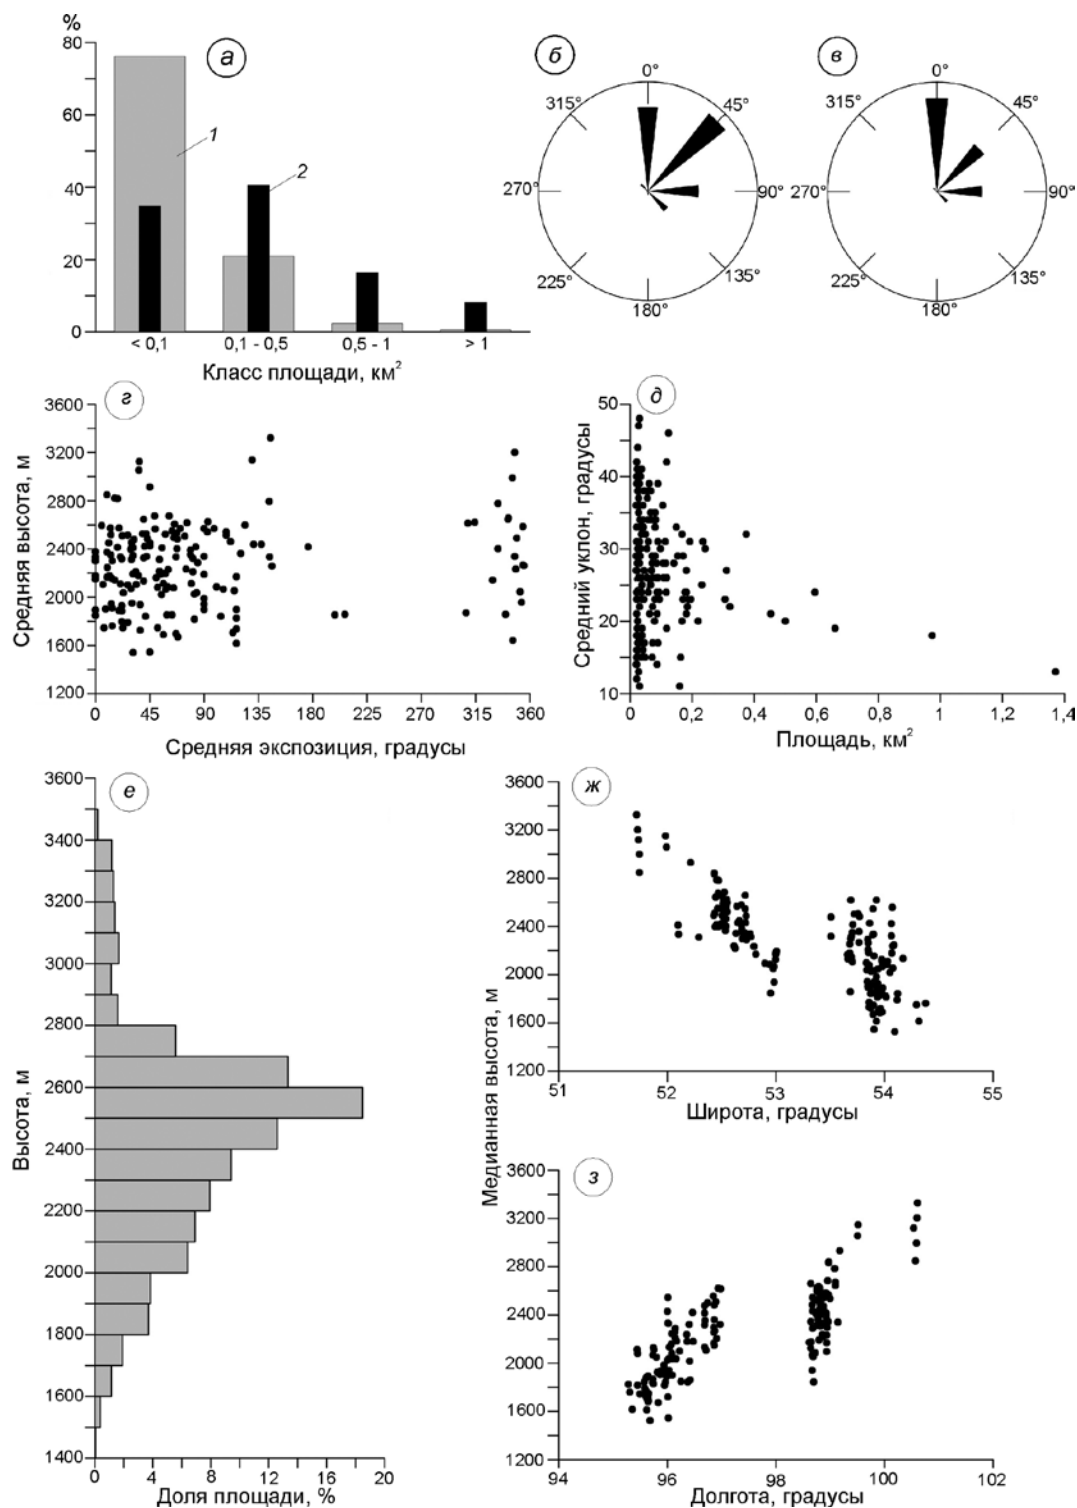 %
80
60
40
20
0
а
1
2
< 0,1
0,1 - 0,5
0,5 - 1
> 1
Класс площади, км²
б
0°
45°
90°
135°
180°
225°
270°
315°
в
0°
45°
90°
135°
180°
225°
270°
315°
г
Средняя высота, м
3600
3200
2800
2400
2000
1600
1200
0 45 90 135 180 225 270 315 360
Средняя экспозиция, градусы
д
Средний уклон, градусы
50
40
30
20
10
0 0,2 0,4 0,6 0,8 1 1,2 1,4
Площадь, км²
е
Высота, м
3600
3400
3200
3000
2800
2600
2400
2200
2000
1800
1600
1400
0 4 8 12 16 20
Доля площади, %
ж
Медианная высота, м
3600
3200
2800
2400
2000
1600
1200
51 52 53 54 55
Широта, градусы
з
3600
3200
2800
2400
2000
1600
1200
94 96 98 100 102
Долгота, градусы